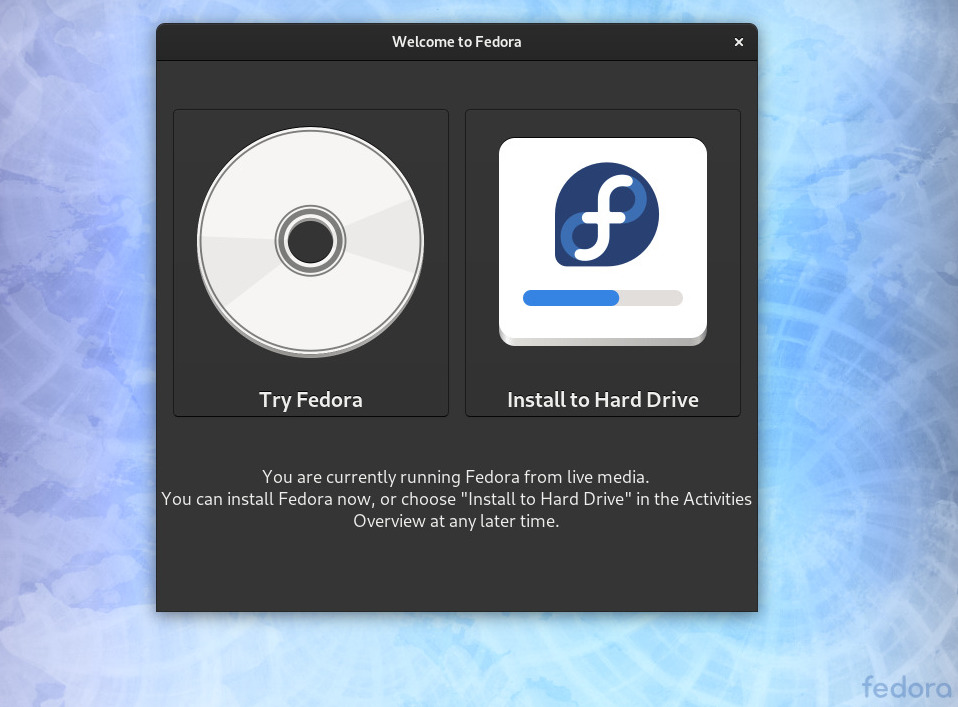 Welcome to Fedora
Try Fedora
Install to Hard Drive
You are currently running Fedora from live media.
You can install Fedora now, or choose "Install to Hard Drive" in the Activities
Overview at any later time.
fedora